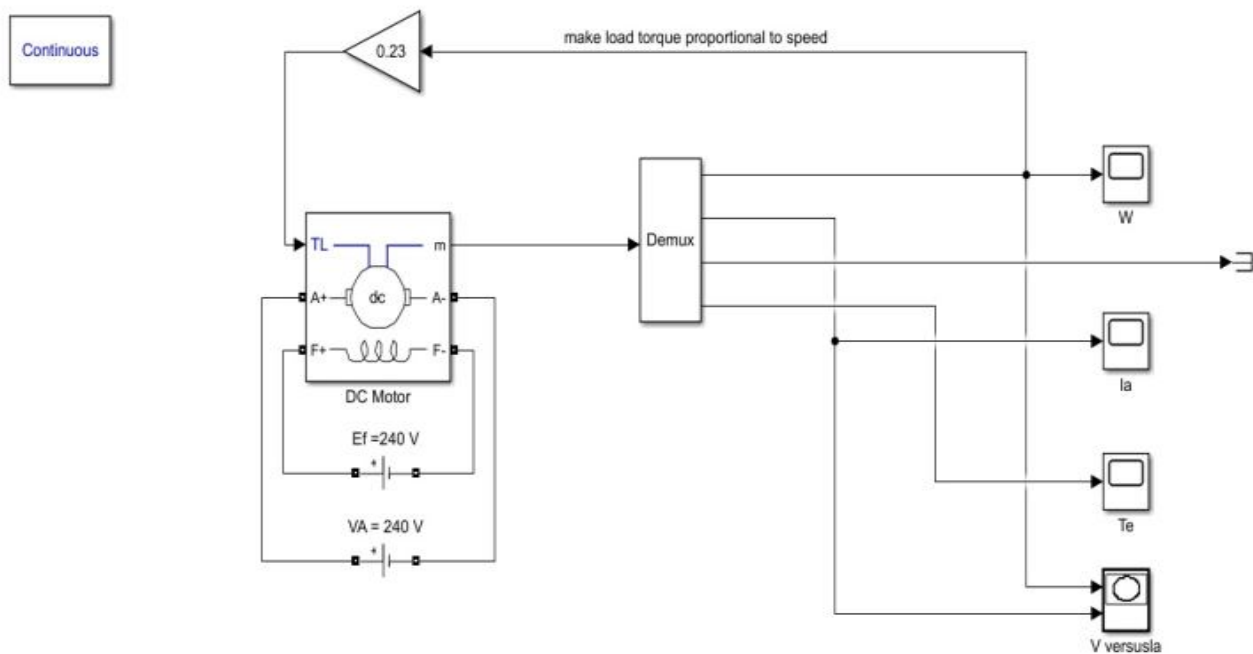 Continuous
0.23
make load torque proportional to speed
W
Demux
TL
m
A+
dc
A-
F+
F-
DC Motor
Ia
Ef =240 V
Te
VA = 240 V
V versusIa